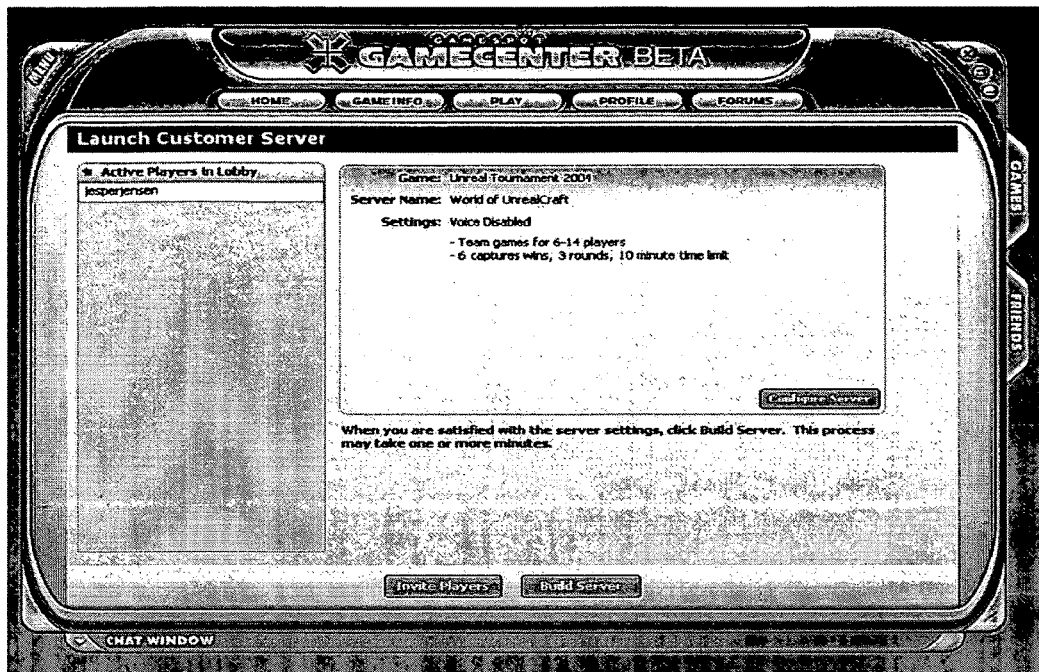 GAMESPOT
MENU
GAMECENTER BETA
HOME GAME INFO PLAY PROFILE FORUMS
Launch Customer Server
Active Players in Lobby
jesperjensen
Game: Unreal Tournament 2004
Server Name: World of UnrealCraft
Settings: Voice Disabled
- Team games for 6-14 players
- 6 captures wins, 3 rounds, 10 minute time limit
Configure Server
When you are satisfied with the server settings, click Build Server. This process
may take one or more minutes.
GAMES
FRIENDS
Invite Players Build Server
CHAT WINDOW